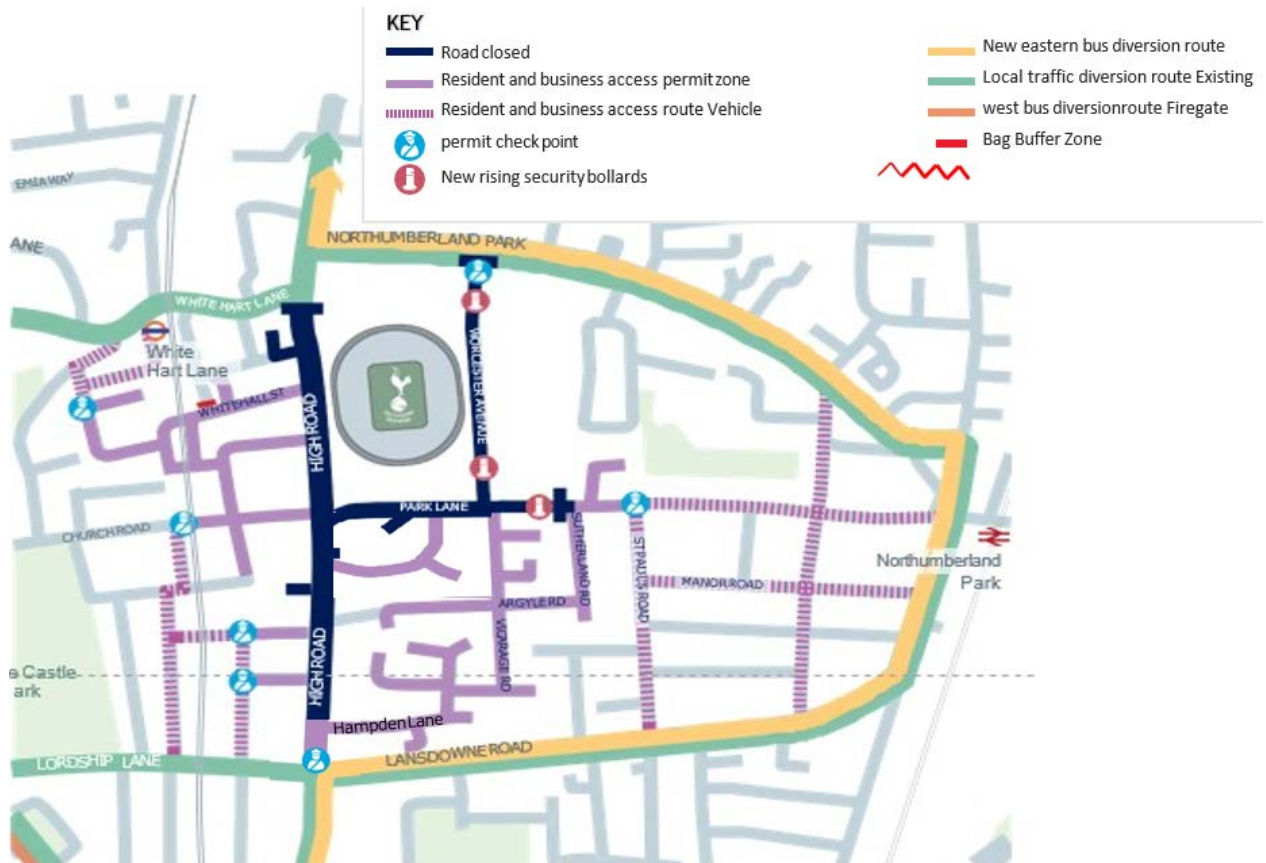 KEY
Road closed
Resident and business access permit zone
Resident and business access route Vehicle
permit check point
New rising security bollards
New eastern bus diversion route
Local traffic diversion route Existing
west bus diversionroute Firegate
Bag Buffer Zone
EMIA WAY
ANE
NORTHUMBERLAND PARK
WHITE HART LANE
White
Hart Lane
WHITEHALL ST
HIGH ROAD
WORCESTER AVENUE
PARK LANE
CHURCH ROAD
SUTHERLAND RD
ST PAUL'S ROAD
Northumberland
Park
MANOR ROAD
ARGYLE RD
VICARAGE RD
HIGH ROAD
e Castle
ark
Hampden Lane
LANSDOWNE ROAD
LORDSHIP LANE